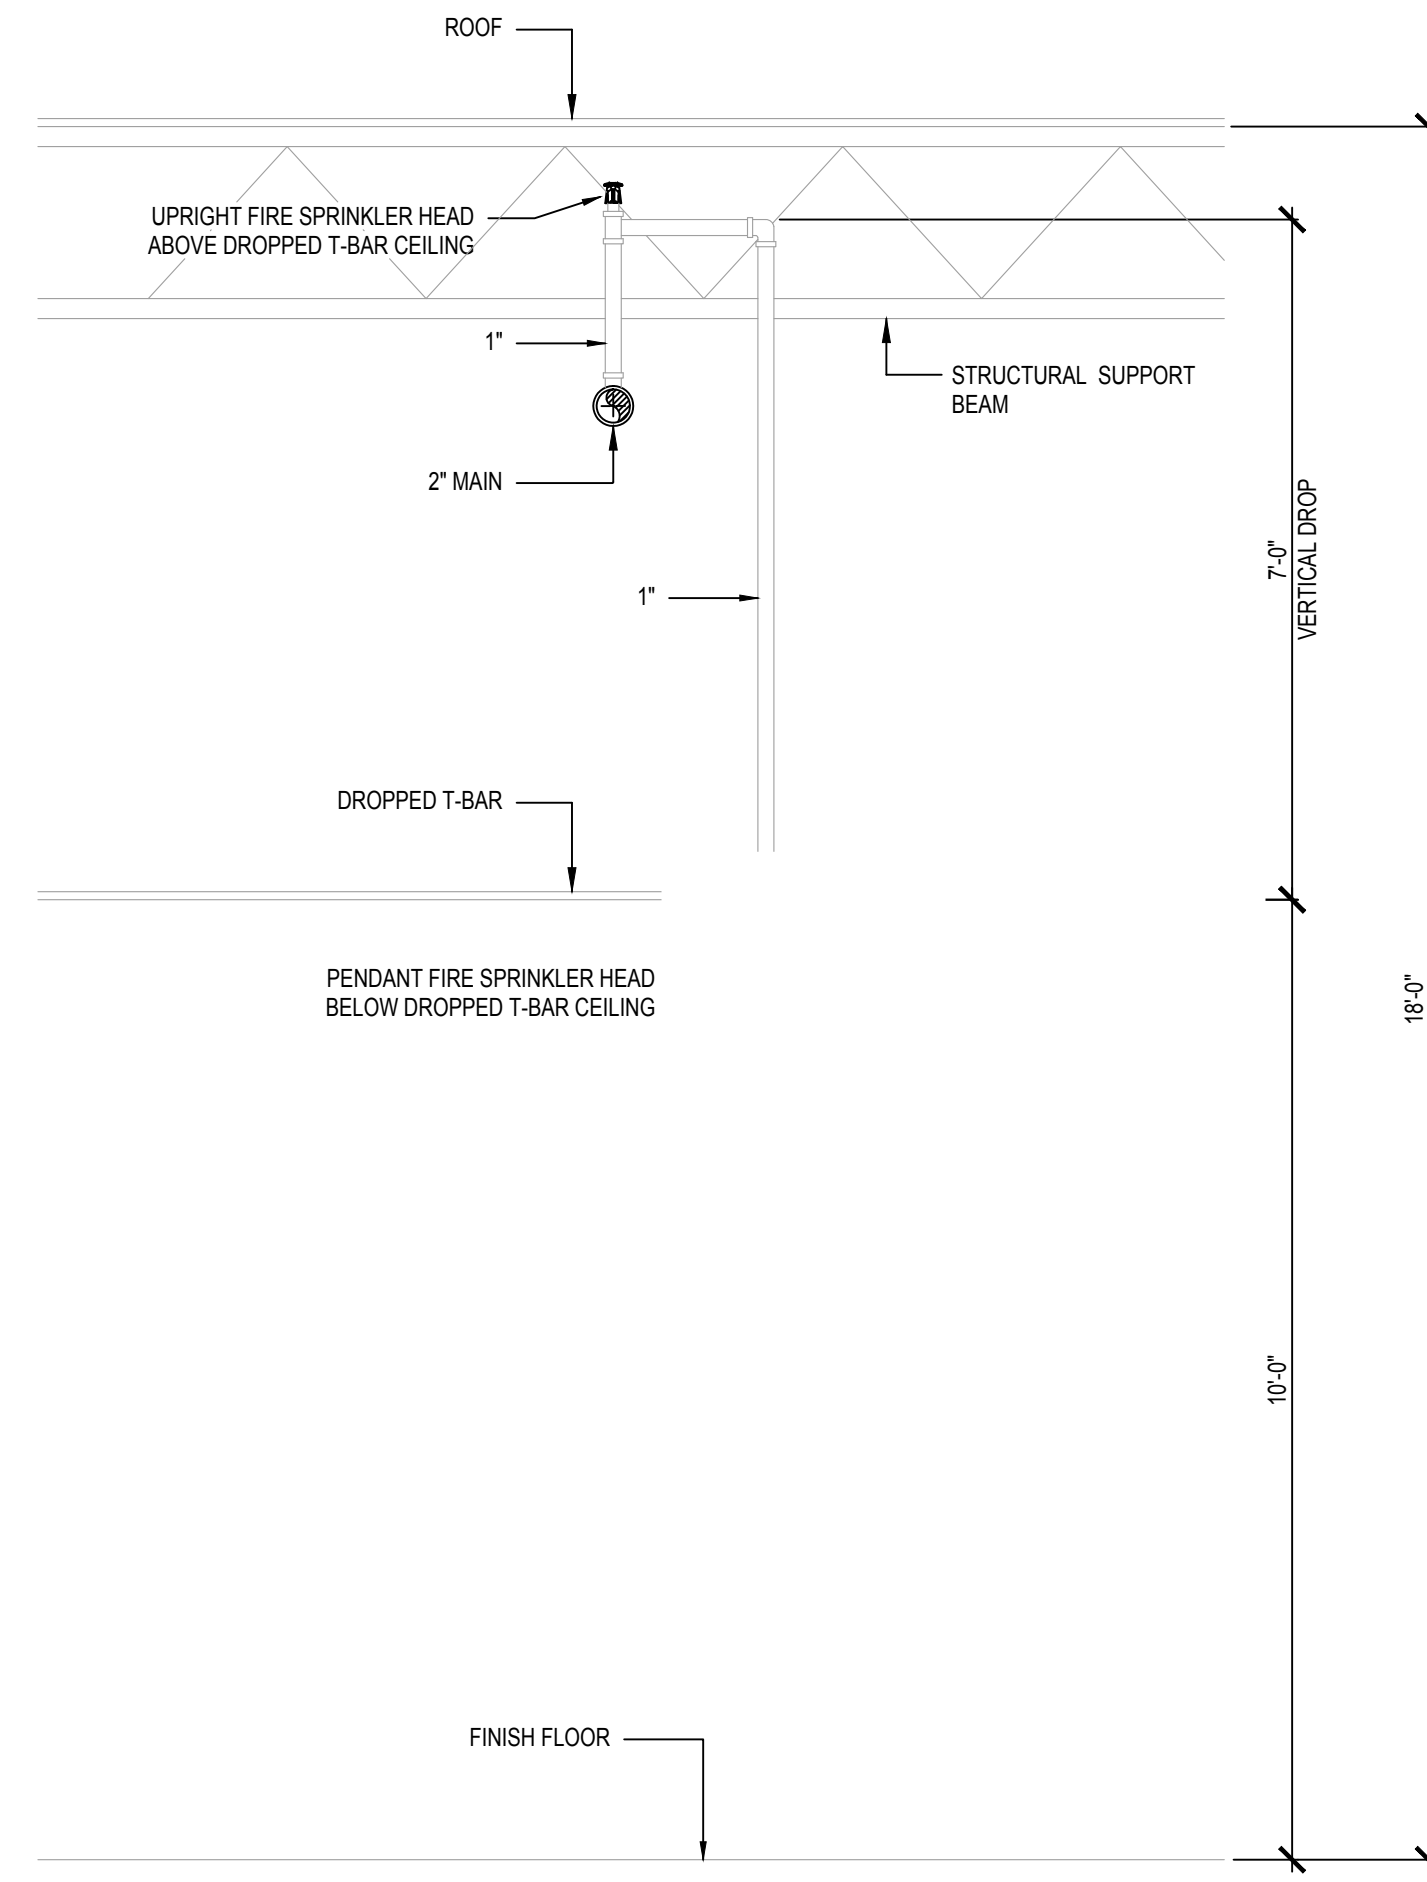 ROOF
UPRIGHT FIRE SPRINKLER HEAD
ABOVE DROPPED T-BAR CEILING
1"
STRUCTURAL SUPPORT
BEAM
2" MAIN
7'-0"
VERTICAL DROP
1"
DROPPED T-BAR
PENDANT FIRE SPRINKLER HEAD
BELOW DROPPED T-BAR CEILING
18'-0"
10'-0"
FINISH FLOOR